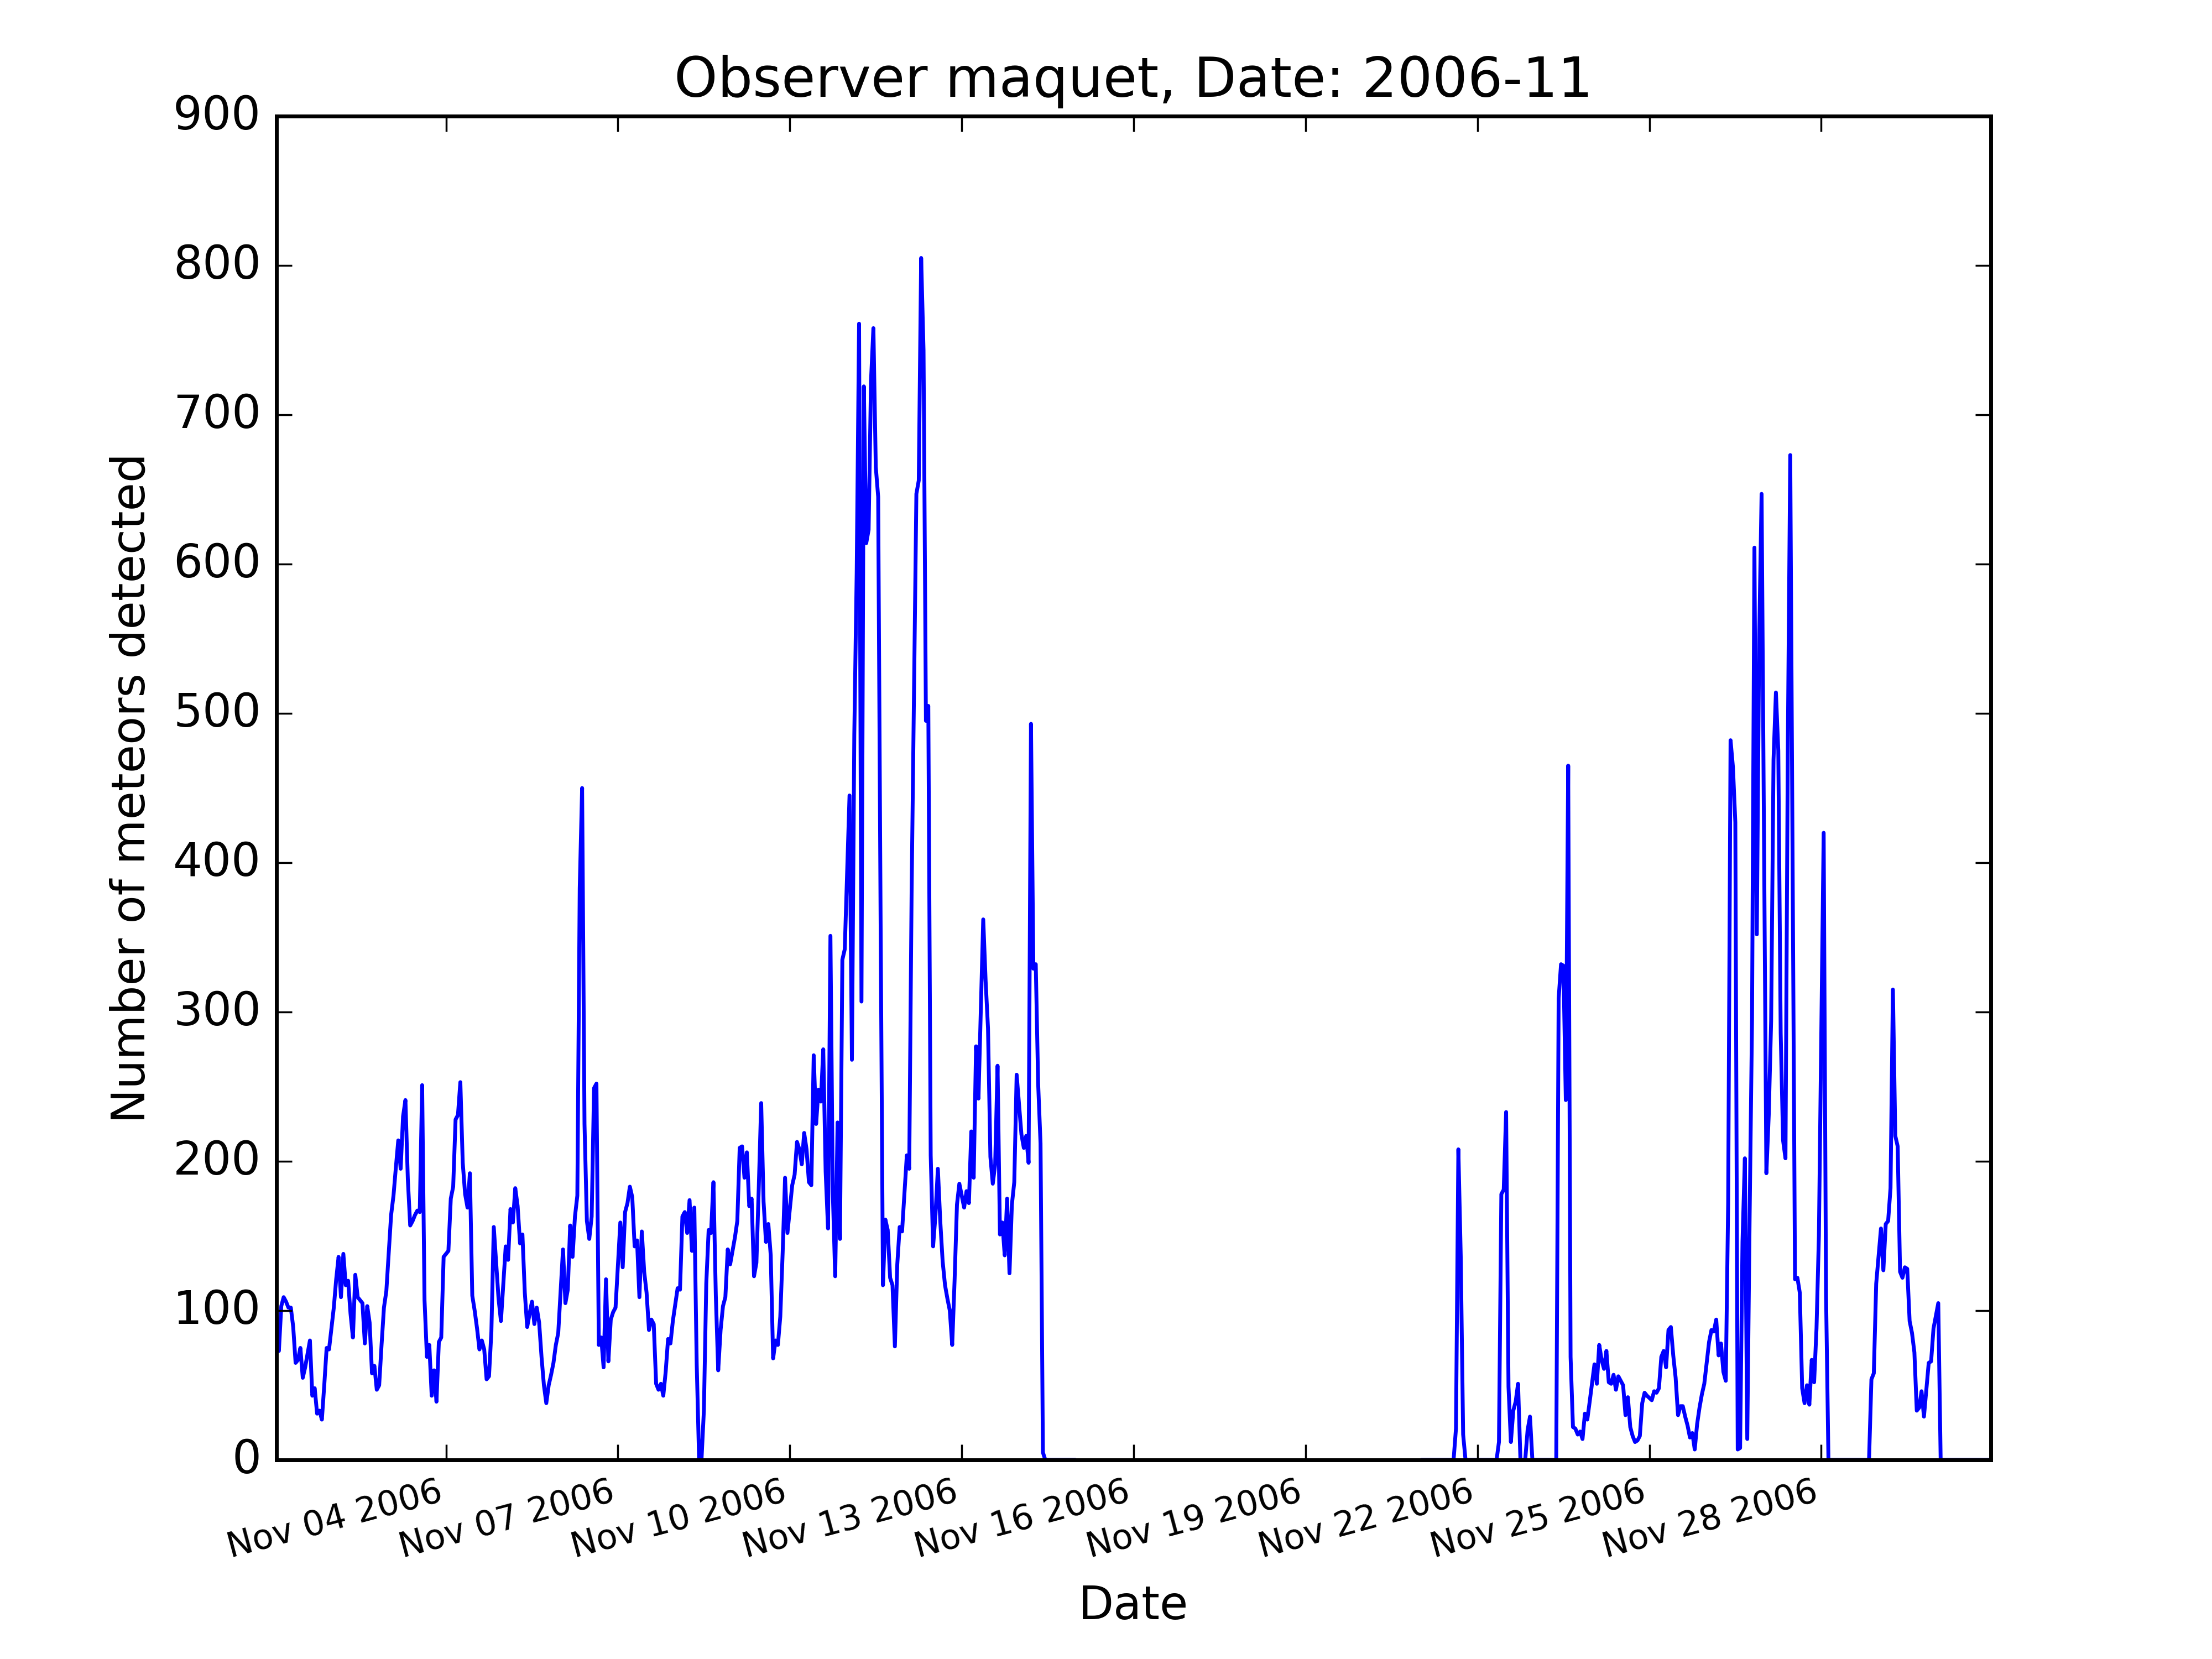 Observer maquet, Date: 2006-11
900
800
700
600
500
400
300
200
100
0
Number of meteors detected
Nov 04 2006
Nov 07 2006
Nov 10 2006
Nov 13 2006
Nov 16 2006
Nov 19 2006
Nov 22 2006
Nov 25 2006
Nov 28 2006
Date